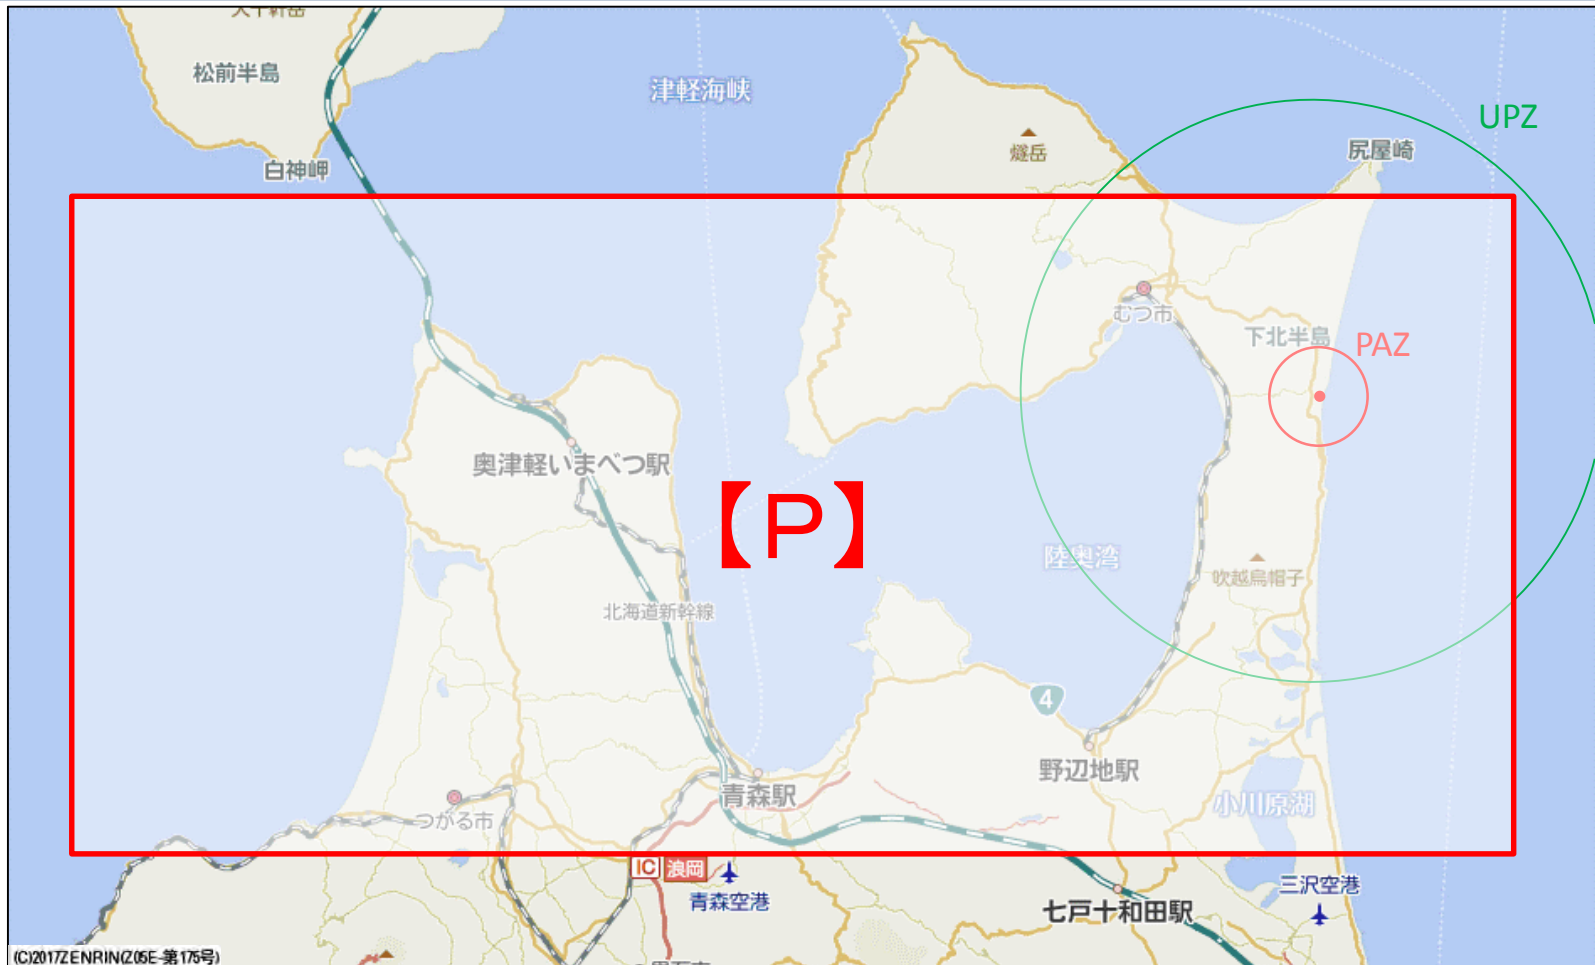 大千軒岳
松前半島
津軽海峡
UPZ
燧岳
尻屋崎
白神岬
むつ市
下北半島
PAZ
奥津軽いまべつ駅
【P】
陸奥湾
吹越烏帽子
北海道新幹線
4
野辺地駅
青森駅
小川原湖
つがる市
IC 浪岡
三沢空港
青森空港
七戸十和田駅
(C)2017ZENRIN(Z05E-第175号)